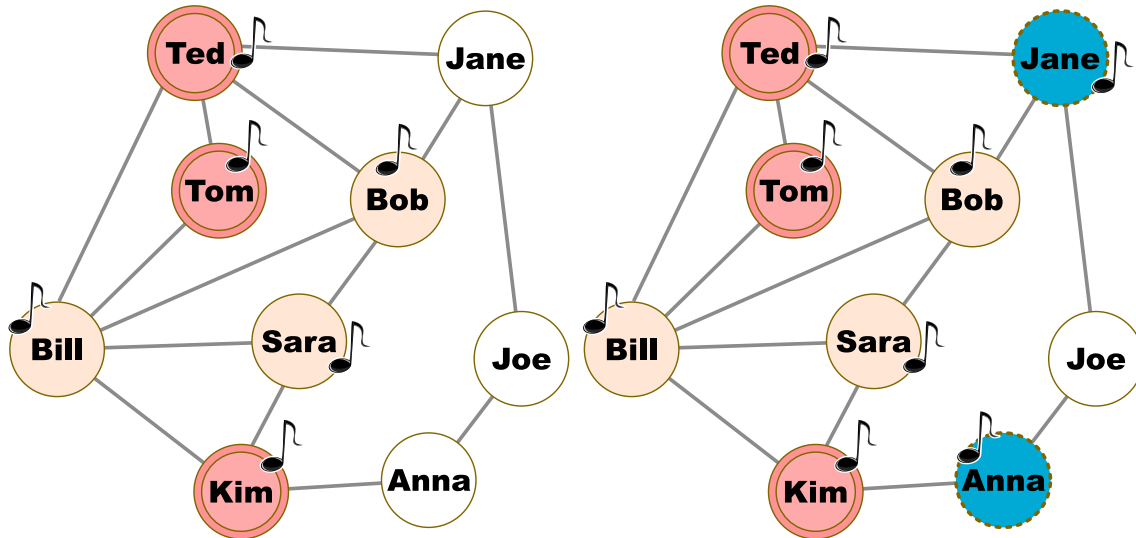 Ted
Jane
Tom
Bob
Bill
Sara
Joe
Kim
Anna
Ted
Jane
Tom
Bob
Bill
Sara
Joe
Kim
Anna